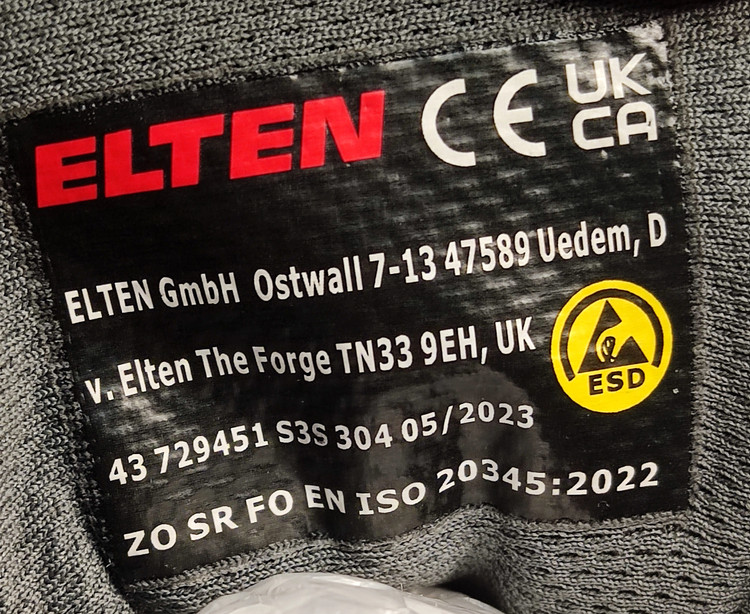 ELTEN CE UK CA
ELTEN GmbH Ostwall 7-13 47589 Uedem, D
v. Elten The Forge TN33 9EH, UK
ESD
43 729451 S3S 304 05/2023
ZO SR FO EN ISO 20345:2022